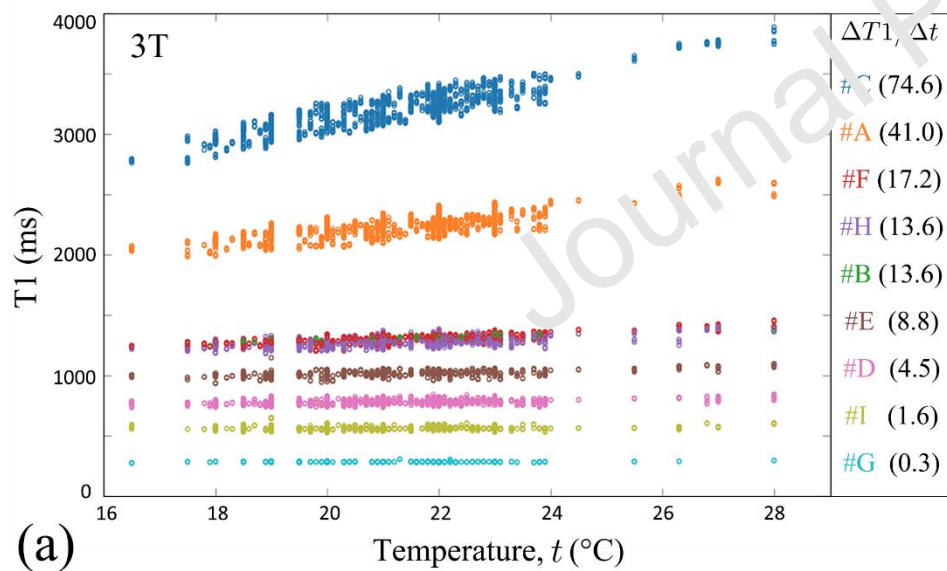 4000
3000
2000
1000
0
T1 (ms)
3T
16
18
20
22
24
26
28
Temperature, t (°C)
(a)
Journal P
ΔT1/Δt
#C (74.6)
#A (41.0)
#F (17.2)
#H (13.6)
#B (13.6)
#E (8.8)
#D (4.5)
#I (1.6)
#G (0.3)